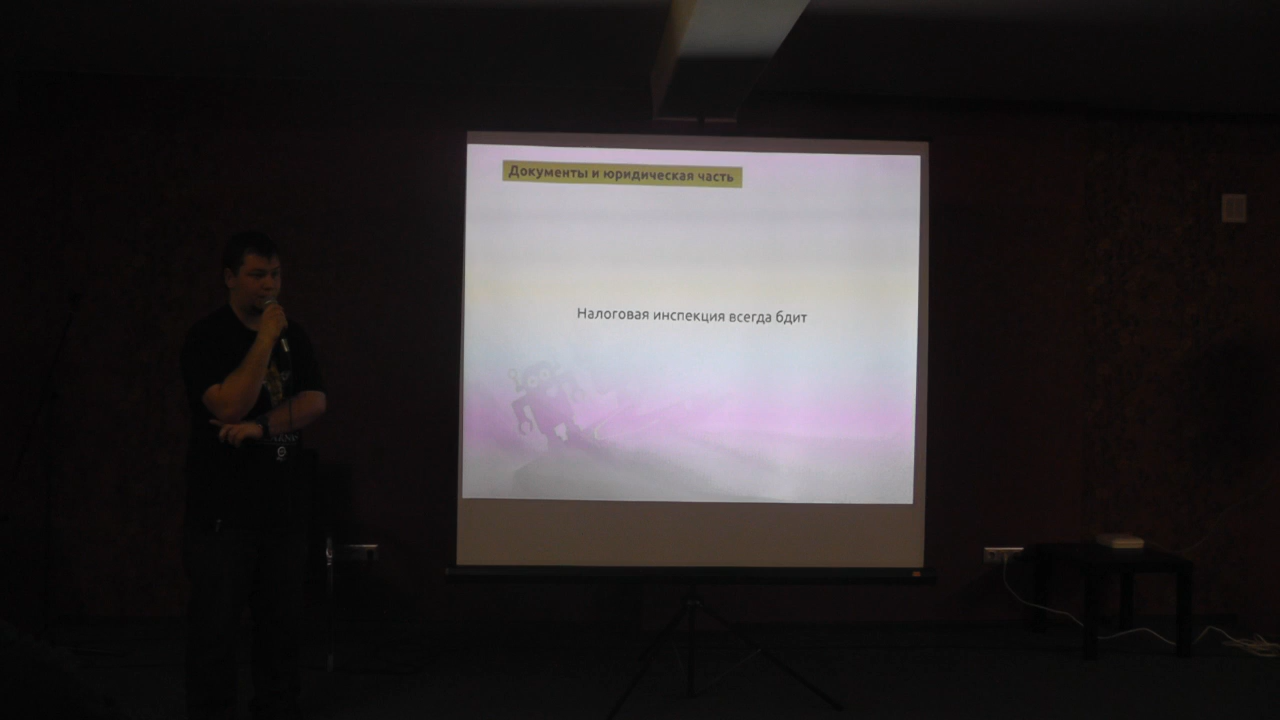 Документы и юридическая часть
Налоговая инспекция всегда бдит